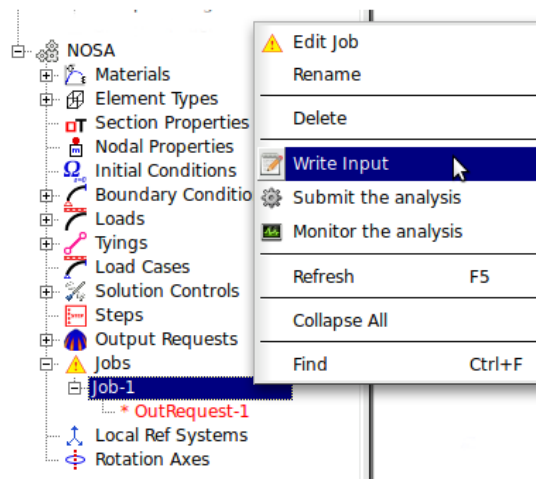 NOSA
Materials
Element Types
Section Properties
Nodal Properties
Initial Conditions
Boundary Conditio
Loads
Tyings
Load Cases
Solution Controls
Steps
Output Requests
Jobs
Job-1
* OutRequest-1
Local Ref Systems
Rotation Axes
Edit Job
Rename
Delete
Write Input
Submit the analysis
Monitor the analysis
Refresh F5
Collapse All
Find Ctrl+F